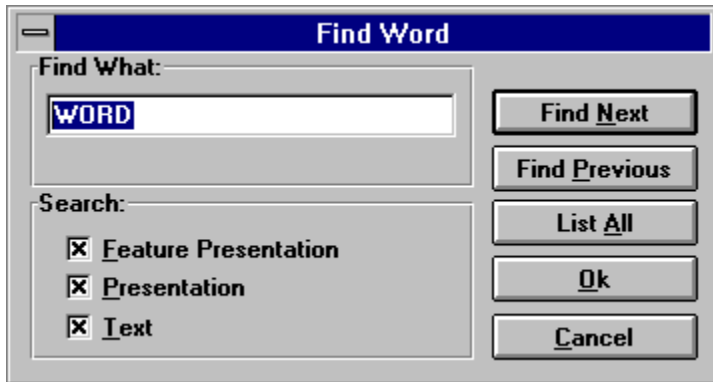 Find Word
Find What:
WORD
Find Next
Find Previous
Search:
List All
Feature Presentation
Presentation
Ok
Text
Cancel